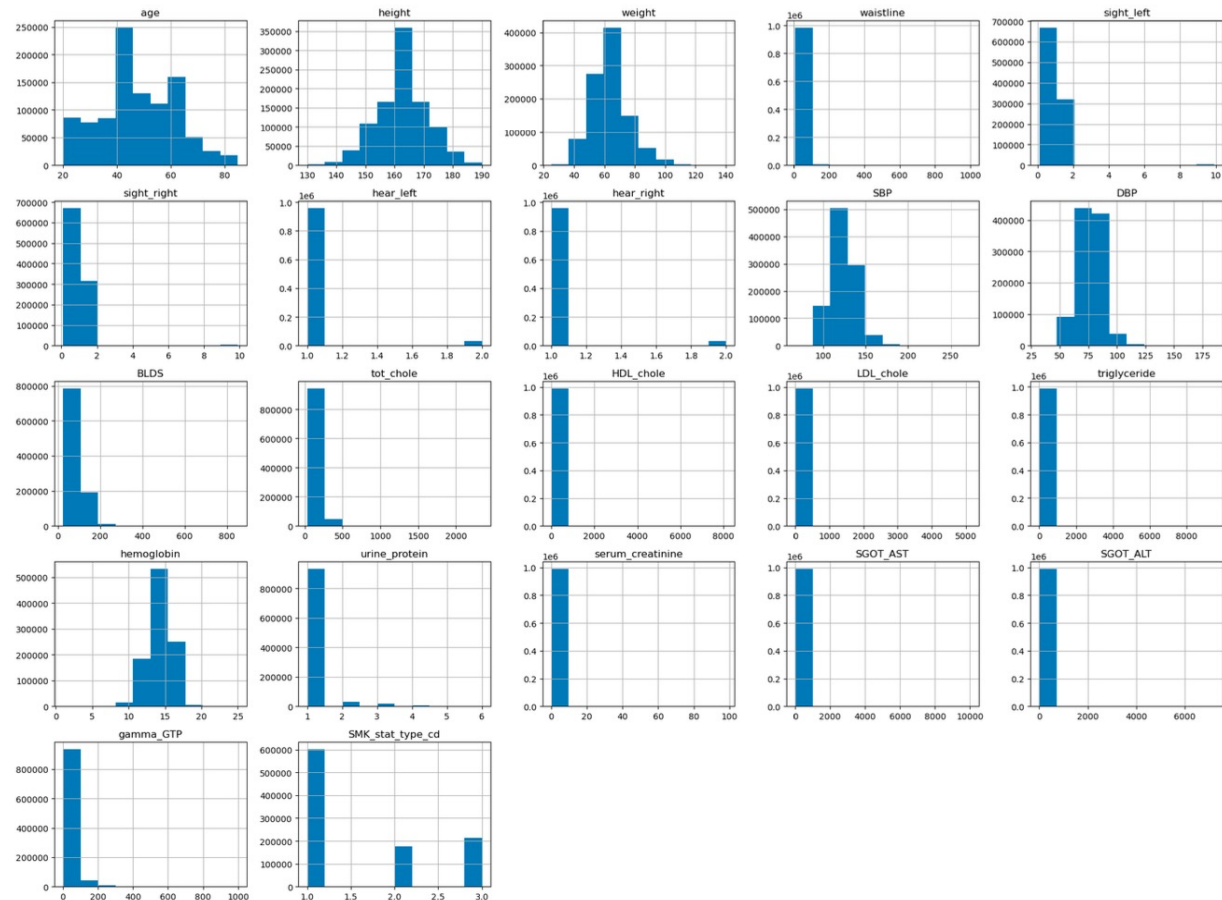 age height weight waistline sight_left
250000 200000 150000 100000 50000 0
20 40 60 80
350000 300000 250000 200000 150000 100000 50000 0
130 140 150 160 170 180 190
400000 300000 200000 100000 0
20 40 60 80 100 120 140
1e6
1.0 0.8 0.6 0.4 0.2 0.0
0 200 400 600 800 1000
700000 600000 500000 400000 300000 200000 100000 0
0 2 4 6 8 10
sight_right hear_left hear_right SBP DBP
700000 600000 500000 400000 300000 200000 100000 0
0 2 4 6 8 10
1e6
0.8 0.6 0.4 0.2 0.0
1.0 1.2 1.4 1.6 1.8 2.0
1e6
0.8 0.6 0.4 0.2 0.0
1.0 1.2 1.4 1.6 1.8 2.0
500000 400000 300000 200000 100000 0
100 150 200 250
400000 300000 200000 100000 0
25 50 75 100 125 150 175
BLDS tot_chole HDL_chole LDL_chole triglyceride
800000 700000 600000 500000 400000 300000 200000 100000 0
0 200 400 600 800
800000 600000 400000 200000 0
0 500 1000 1500 2000
1e6
1.0 0.8 0.6 0.4 0.2 0.0
0 2000 4000 6000 8000
1e6
1.0 0.8 0.6 0.4 0.2 0.0
0 1000 2000 3000 4000 5000
1e6
1.0 0.8 0.6 0.4 0.2 0.0
0 2000 4000 6000 8000
hemoglobin urine_protein serum_creatinine SGOT_AST SGOT_ALT
500000 400000 300000 200000 100000 0
0 5 10 15 20 25
800000 600000 400000 200000 0
1 2 3 4 5 6
1e6
1.0 0.8 0.6 0.4 0.2 0.0
0 20 40 60 80 100
1e6
1.0 0.8 0.6 0.4 0.2 0.0
0 2000 4000 6000 8000 10000
1e6
1.0 0.8 0.6 0.4 0.2 0.0
0 2000 4000 6000
gamma_GTP SMK_stat_type_cd
800000 600000 400000 200000 0
0 200 400 600 800 1000
600000 500000 400000 300000 200000 100000 0
1.0 1.5 2.0 2.5 3.0